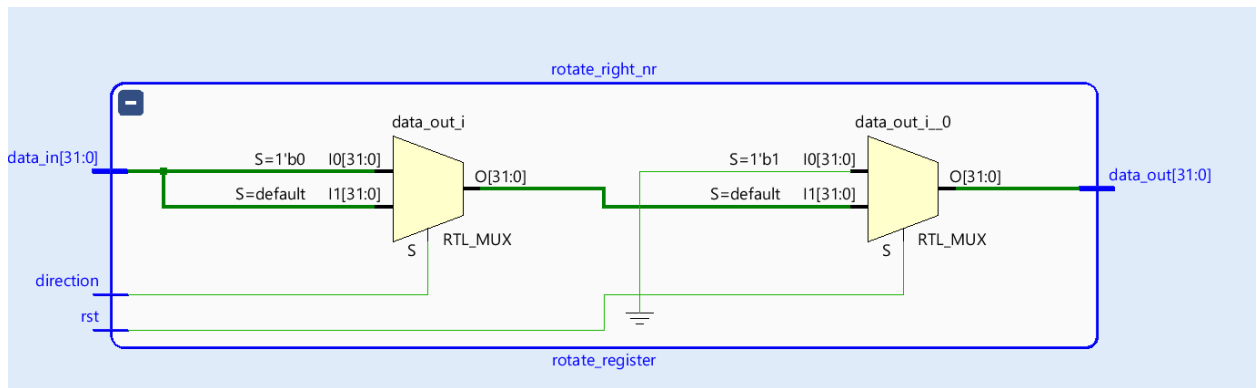 rotate_right_nr
data_out_i
data_out_i__0
data_in[31:0]
S=1'b0 I0[31:0]
S=1'b1 I0[31:0]
O[31:0]
O[31:0]
data_out[31:0]
S=default I1[31:0]
S=default I1[31:0]
S
RTL_MUX
S
RTL_MUX
direction
rst
rotate_register